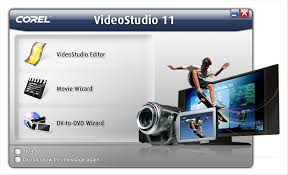 COREL VideoStudio 11
VideoStudio Editor
Movie Wizard
DV-to-DVD Wizard
Do not show this message again